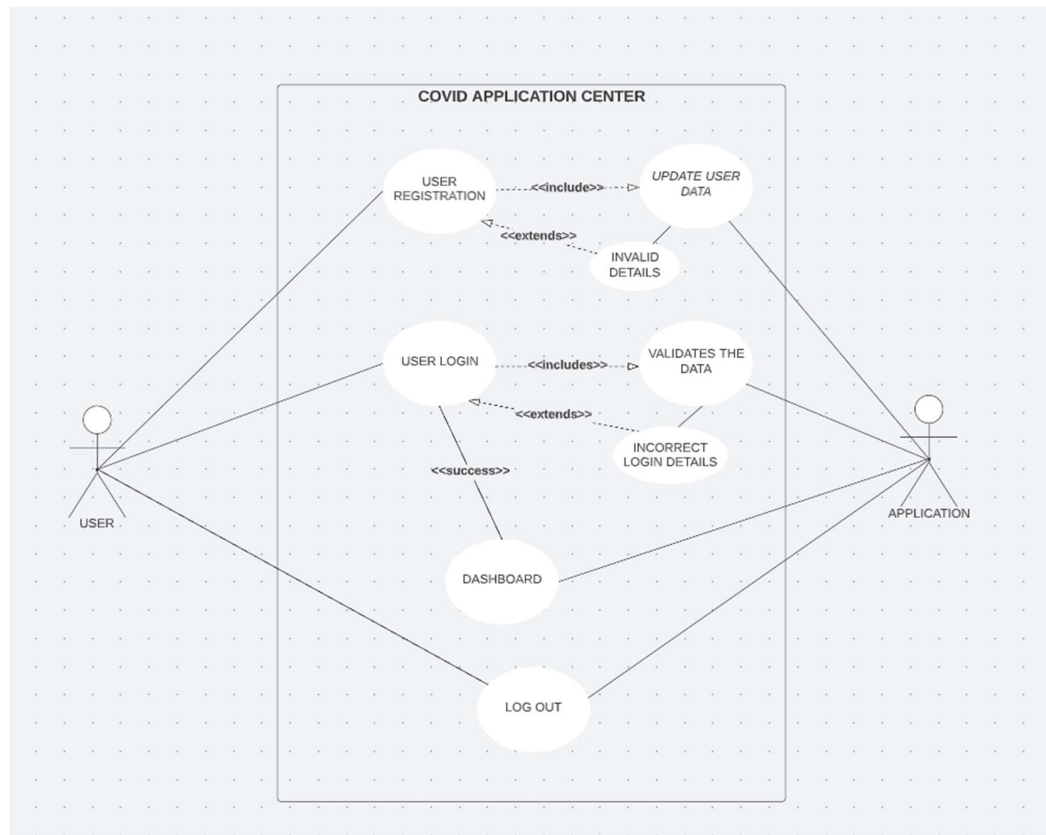 COVID APPLICATION CENTER
USER
REGISTRATION
<<include>>
UPDATE USER
DATA
<<extends>>
INVALID
DETAILS
USER LOGIN
<<includes>>
VALIDATES THE
DATA
<<extends>>
INCORRECT
LOGIN DETAILS
<<success>>
USER
APPLICATION
DASHBOARD
LOG OUT